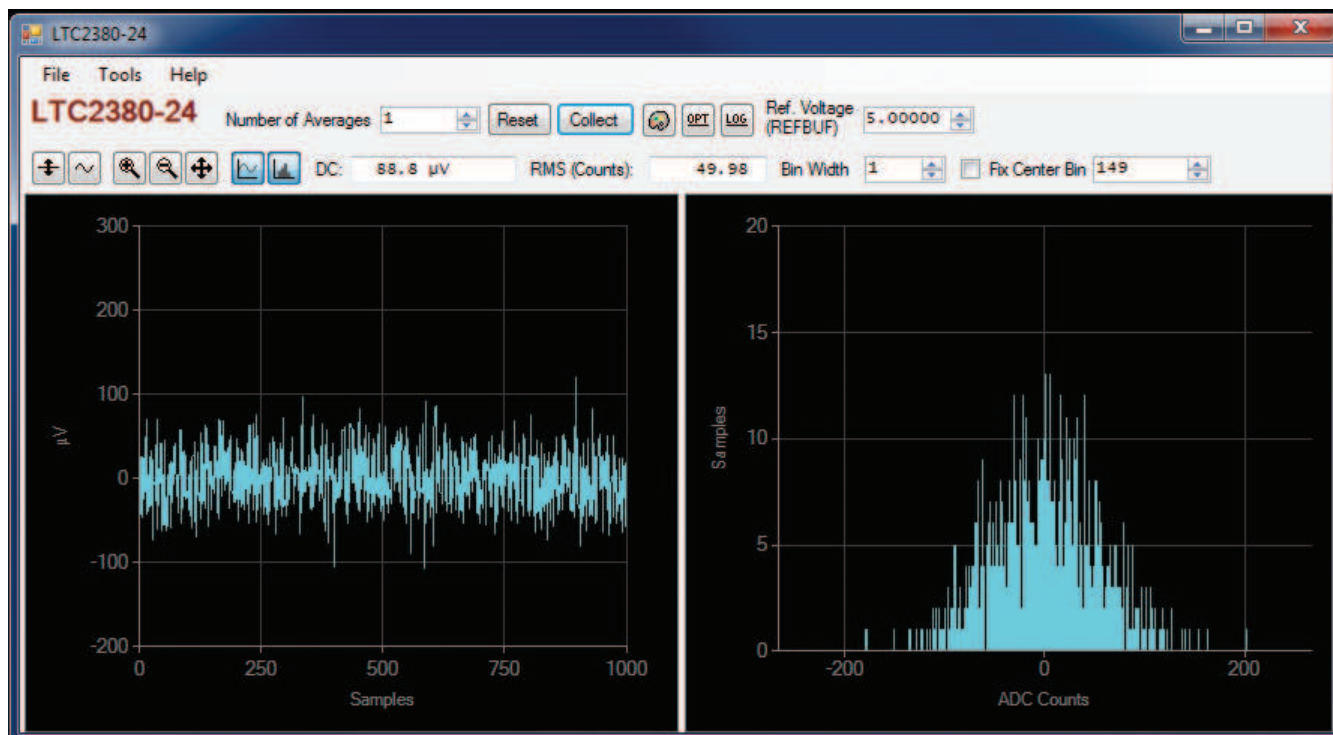 LTC2380-24
File Tools Help
LTC2380-24 Number of Averages 1 Reset Collect OPT LOG Ref. Voltage (REFBUF) 5.00000
DC: 88.8 µV RMS (Counts): 49.98 Bin Width 1 Fix Center Bin 149
300
200
100
0
-100
-200
µV
0 250 500 750 1000
Samples
20
15
10
5
0
Samples
-200 0 200
ADC Counts